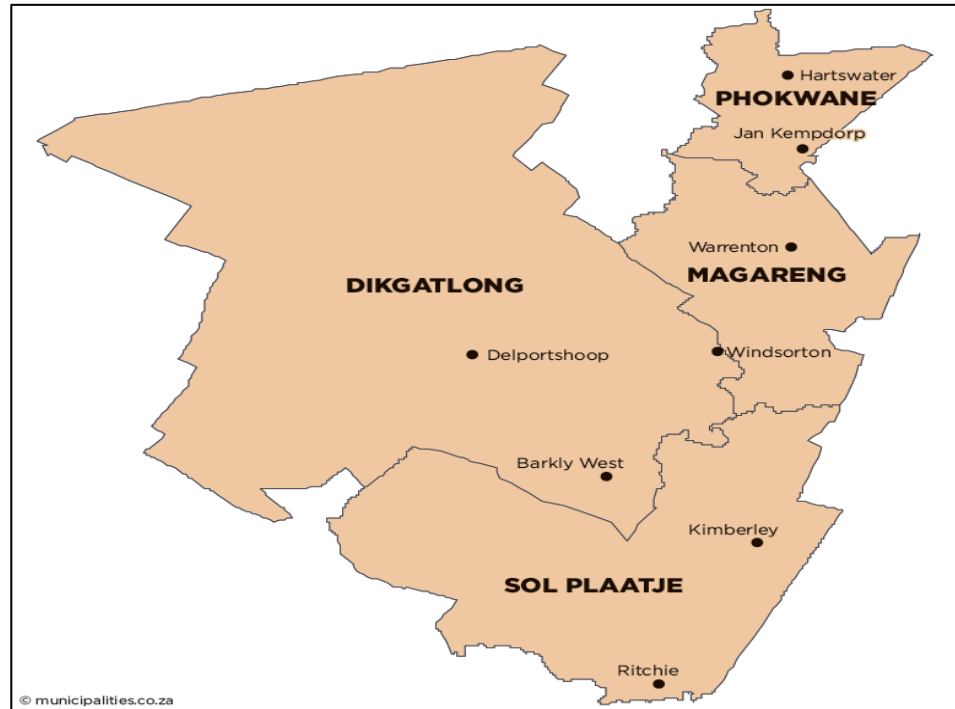 Hartswater
PHOKWANE
Jan Kempdorp
Warrenton
MAGARENG
DIKGATLONG
Delportshoop
Windsorton
Barkly West
Kimberley
SOL PLAATJE
Ritchie
© municipalities.co.za